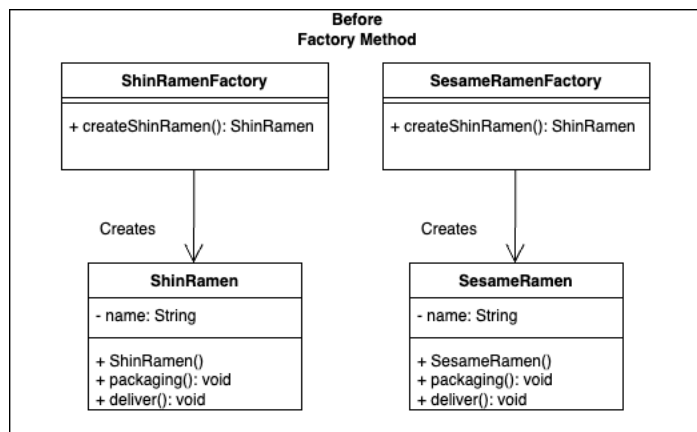 Before
Factory Method
ShinRamenFactory
+ createShinRamen(): ShinRamen
Creates
ShinRamen
- name: String
+ ShinRamen()
+ packaging(): void
+ deliver(): void
SesameRamenFactory
+ createShinRamen(): ShinRamen
Creates
SesameRamen
- name: String
+ SesameRamen()
+ packaging(): void
+ deliver(): void